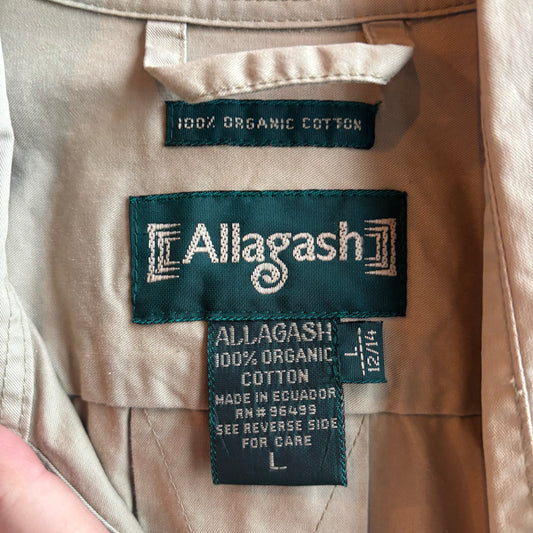 100% ORGANIC COTTON
Allagash
ALLAGASH
100% ORGANIC
COTTON
MADE IN ECUADOR
RN# 96499
SEE REVERSE SIDE
FOR CARE
L
L
12/14